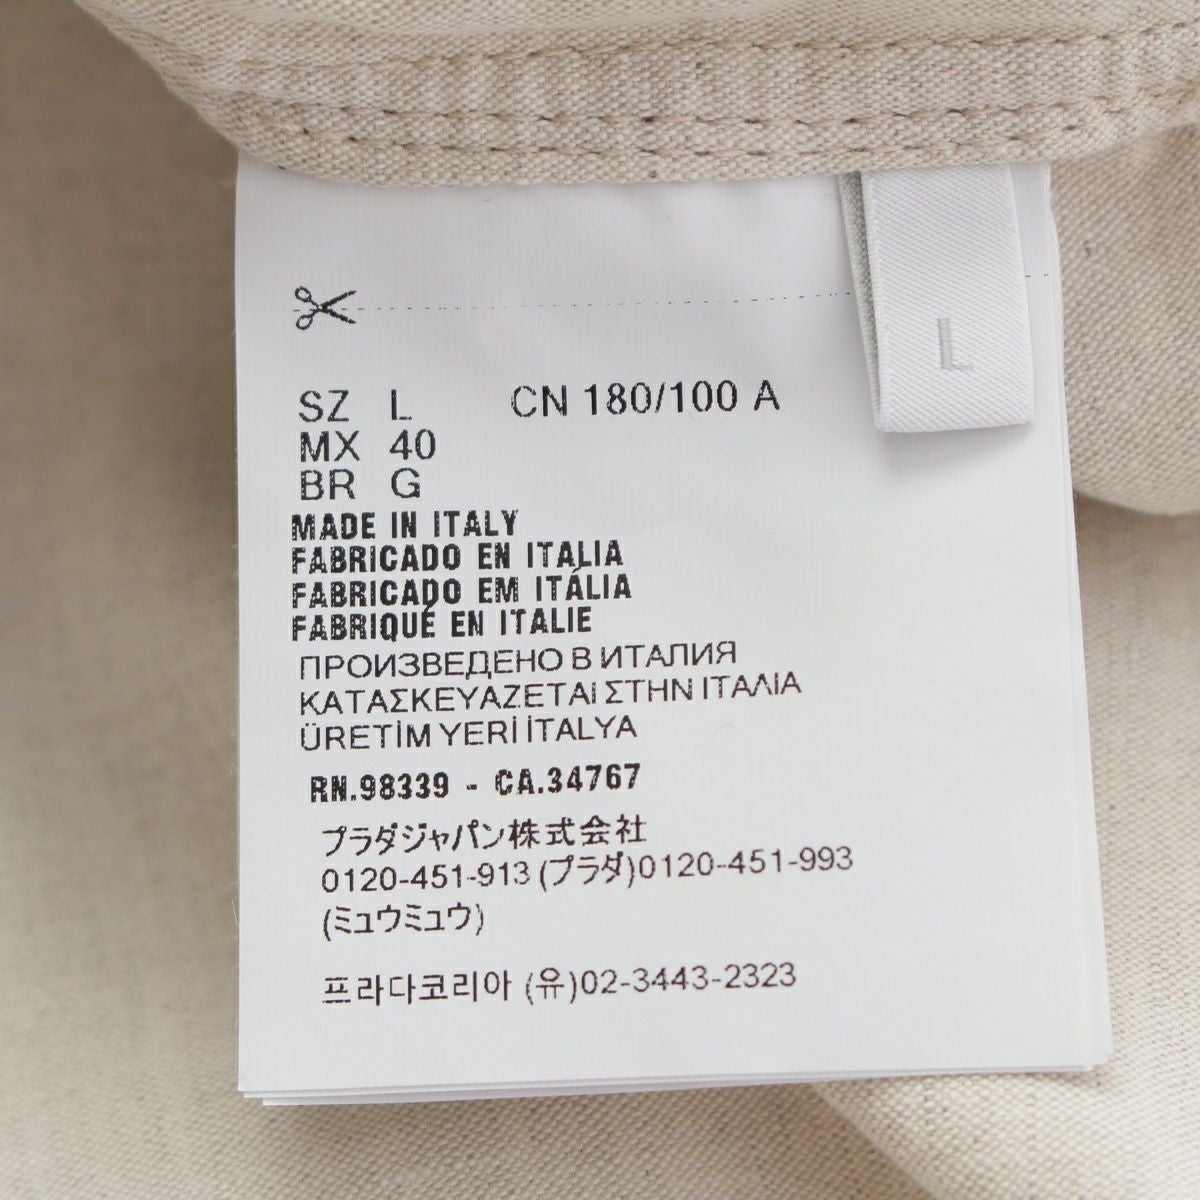 L
SZ L CN 180/100 A
MX 40
BR G
MADE IN ITALY
FABRICADO EN ITALIA
FABRICADO EM ITÁLIA
FABRIQUÉ EN ITALIE
ПРОИЗВЕДЕНО В ИТАЛИЯ
ΚΑΤΑΣΚΕΥΑΖΕΤΑΙ ΣΤΗΝ ΙΤΑΛΙΑ
ÜRETİM YERİ İTALYA
RN.98339 - CA.34767
プラダジャパン株式会社
0120-451-913 (プラダ)0120-451-993
(ミュウミュウ)
프라다코리아 (유)02-3443-2323